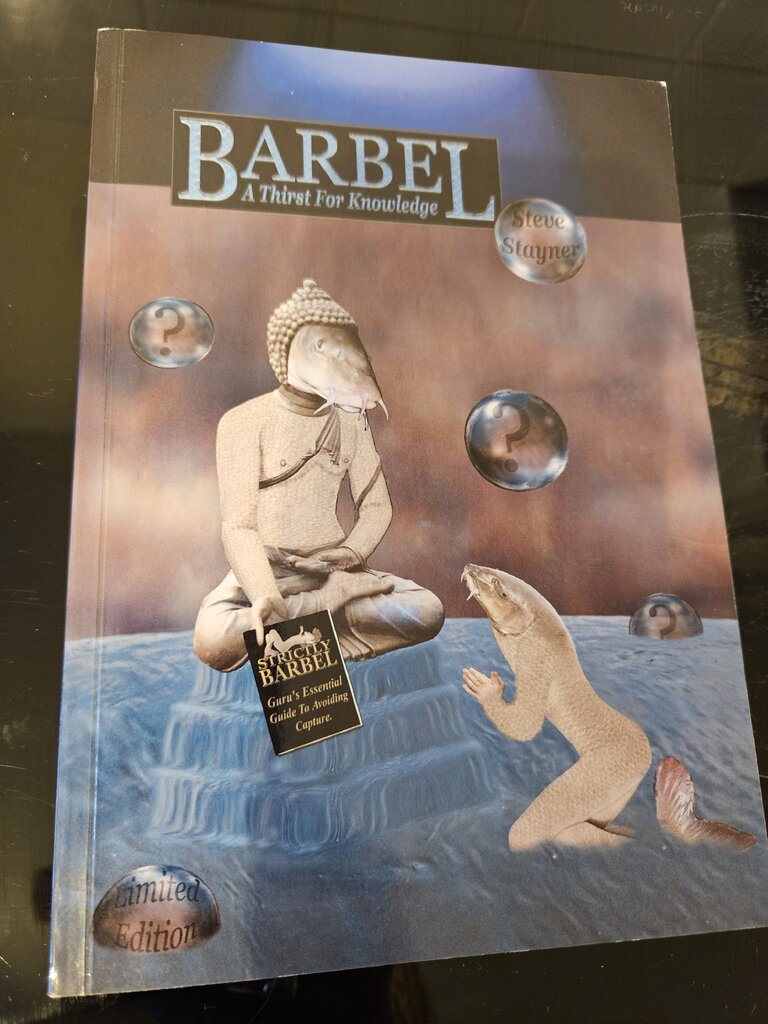 BARBEL
A Thirst For Knowledge
Steve
Stayner
?
?
?
STRICTLY
BARBEL
Guru's Essential
Guide To Avoiding
Capture.
Limited
Edition